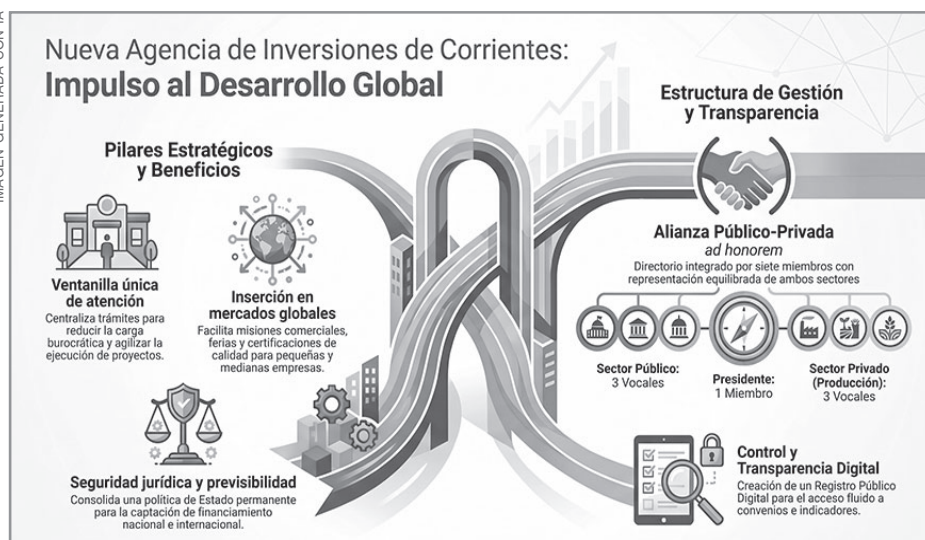 IMAGEN GENERADA CON IA
Nueva Agencia de Inversiones de Corrientes:
Impulso al Desarrollo Global
Pilares Estratégicos
y Beneficios
Ventanilla única
de atención
Centraliza trámites para
reducir la carga
burocrática y agilizar la
ejecución de proyectos.
Inserción en
mercados globales
Facilita misiones comerciales,
ferias y certificaciones de
calidad para pequeñas y
medianas empresas.
Seguridad jurídica y previsibilidad
Consolida una política de Estado permanente
para la captación de financiamiento
nacional e internacional.
Estructura de Gestión
y Transparencia
Alianza Público-Privada
ad honorem
Directorio integrado por siete miembros con
representación equilibrada de ambos sectores
Sector Público:
3 Vocales
Presidente:
1 Miembro
Sector Privado
(Producción):
3 Vocales
Control y
Transparencia Digital
Creación de un Registro Público
Digital para el acceso fluido a
convenios e indicadores.